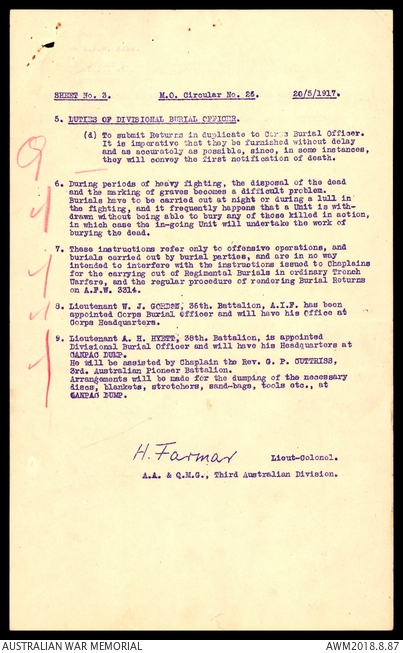 SHEET No. 3. M.O. Circular No. 26. 20/5/1917.
5. DUTIES OF DIVISIONAL BURIAL OFFICER.
(d) To submit Returns in duplicate to Corps Burial Officer.
It is imperative that they be furnished without delay
and as accurately as possible, since, in some instances,
they will convey the first notification of death.
6. During periods of heavy fighting, the disposal of the dead
and the marking of graves becomes a difficult problem.
Burials have to be carried out at night or during a lull in
the fighting, and it frequently happens that a Unit is with-
drawn without being able to bury any of those killed in action,
in which case the in-going Unit will undertake the work of
burying the dead.
7. These instructions refer only to offensive operations, and
burials carried out by burial parties, and are in no way
intended to interfere with the instructions issued to Chaplains
for the carrying out of Regimental Burials in ordinary Trench
Warfare, and the regular procedure of rendering Burial Returns
on A.F.W. 3314.
8. Lieutenant W. J. GORDON, 36th. Battalion, A.I.F. has been
appointed Corps Burial Officer and will have his Office at
Corps Headquarters.
9. Lieutenant A. H. HYETT, 38th. Battalion, is appointed
Divisional Burial Officer and will have his Headquarters at
CANPAC DUMP.
He will be assisted by Chaplain the Rev. G. P. CUTTRISS,
3rd. Australian Pioneer Battalion.
Arrangements will be made for the dumping of the necessary
discs, blankets, stretchers, sand-bags, tools etc., at
CANPAC DUMP.
H. Farmar Lieut-Colonel.
A.A. & Q.M.G., Third Australian Division.
AUSTRALIAN WAR MEMORIAL AWM2018.8.87